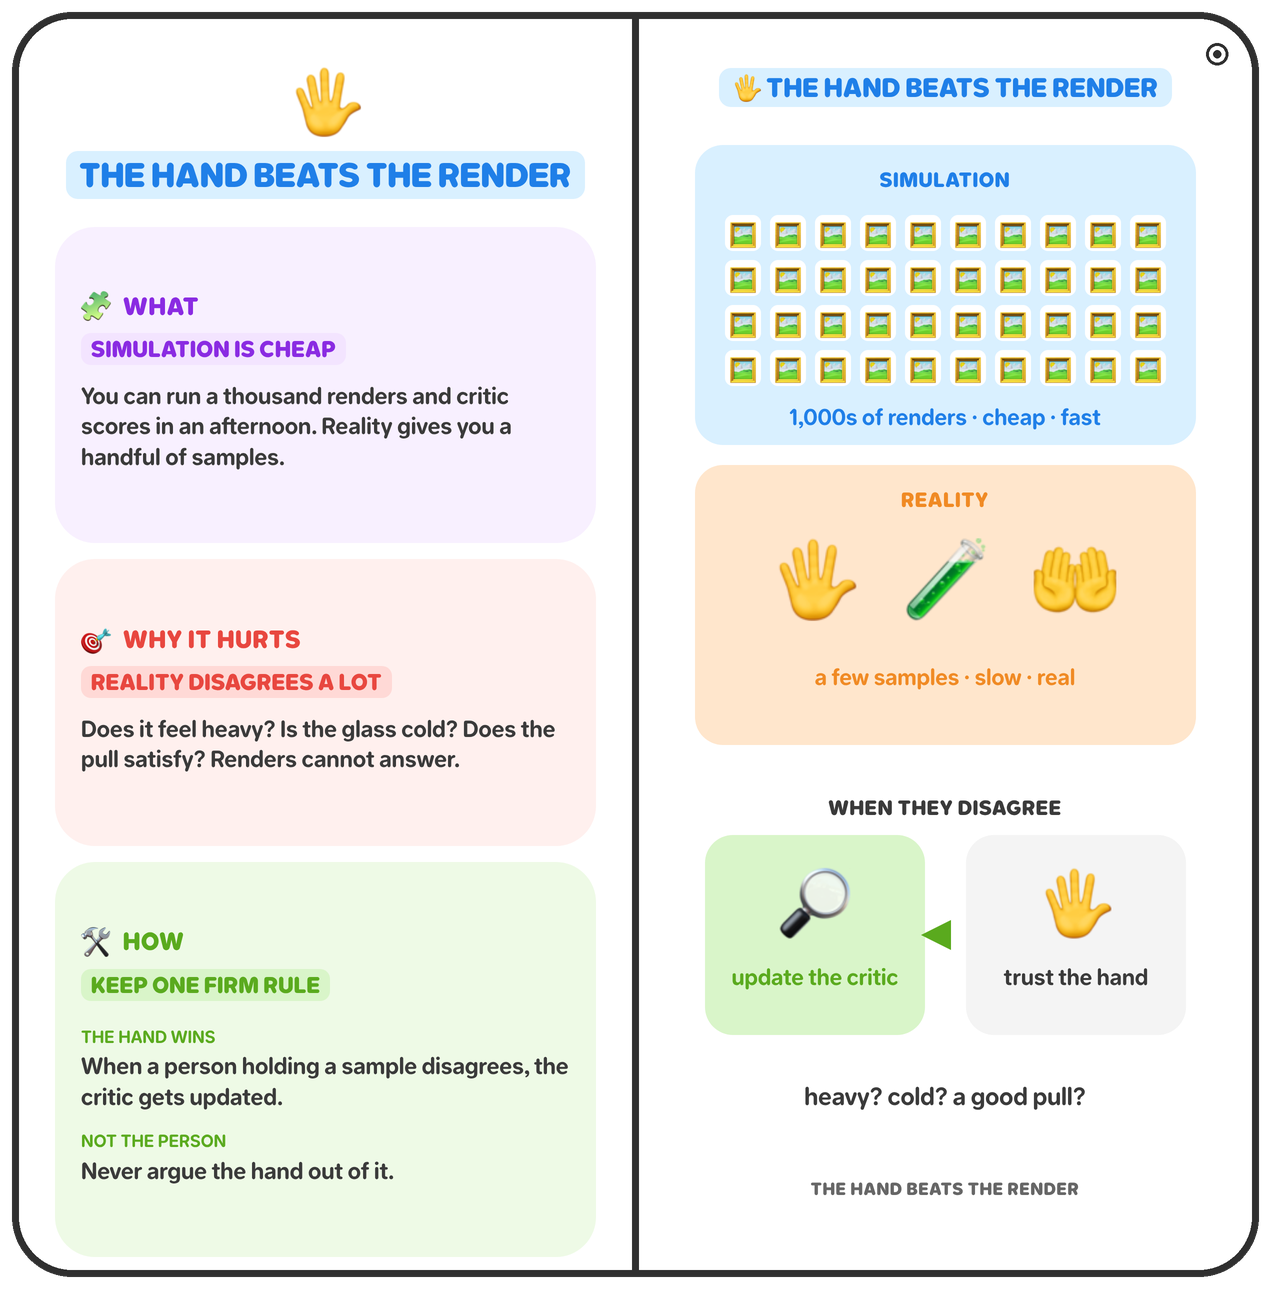 THE HAND BEATS THE RENDER
WHAT
SIMULATION IS CHEAP
You can run a thousand renders and critic
scores in an afternoon. Reality gives you a
handful of samples.
WHY IT HURTS
REALITY DISAGREES A LOT
Does it feel heavy? Is the glass cold? Does the
pull satisfy? Renders cannot answer.
HOW
KEEP ONE FIRM RULE
THE HAND WINS
When a person holding a sample disagrees, the
critic gets updated.
NOT THE PERSON
Never argue the hand out of it.
THE HAND BEATS THE RENDER
SIMULATION
1,000s of renders · cheap · fast
REALITY
a few samples · slow · real
WHEN THEY DISAGREE
update the critic
trust the hand
heavy? cold? a good pull?
THE HAND BEATS THE RENDER